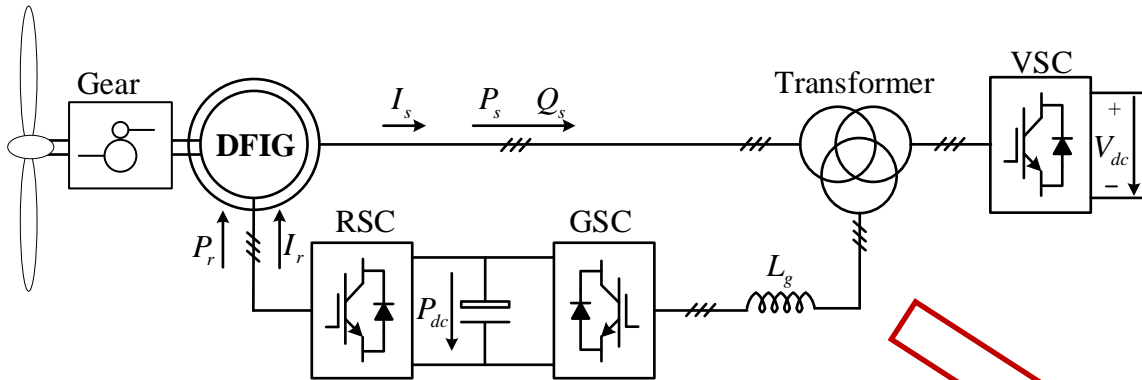 Gear
DFIG
I_s
P_s
Q_s
Transformer
VSC
+
V_dc
−
P_r
I_r
RSC
P_dc
GSC
L_g